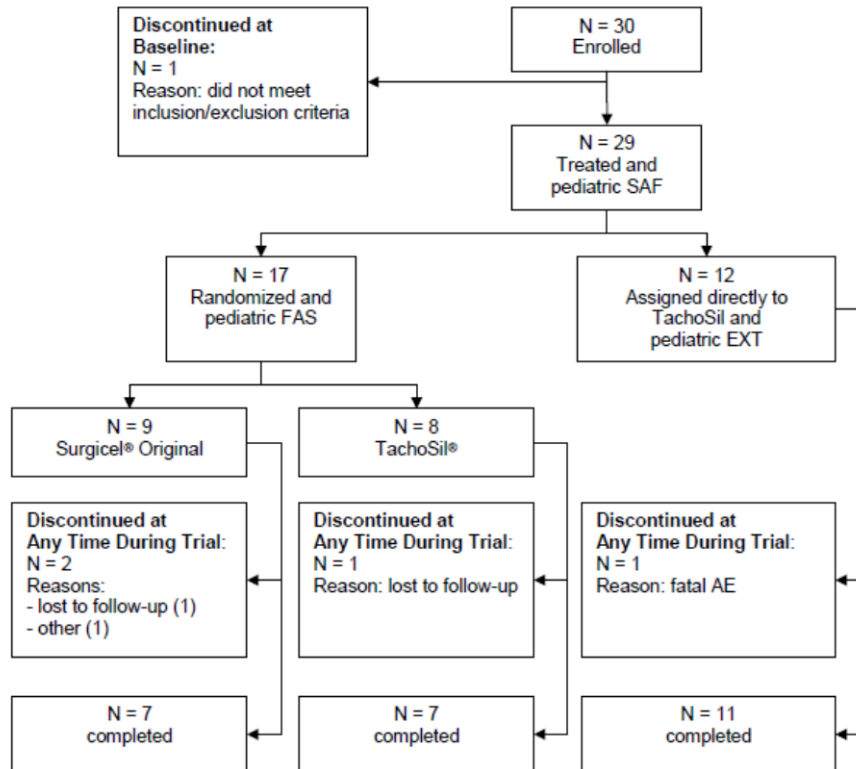 Discontinued at
Baseline:
N = 1
Reason: did not meet
inclusion/exclusion criteria
N = 30
Enrolled
N = 29
Treated and
pediatric SAF
N = 17
Randomized and
pediatric FAS
N = 12
Assigned directly to
TachoSil and
pediatric EXT
N = 9
Surgicel® Original
N = 8
TachoSil®
Discontinued at
Any Time During Trial:
N = 2
Reasons:
- lost to follow-up (1)
- other (1)
Discontinued at
Any Time During Trial:
N = 1
Reason: lost to follow-up
Discontinued at
Any Time During Trial:
N = 1
Reason: fatal AE
N = 7
completed
N = 7
completed
N = 11
completed